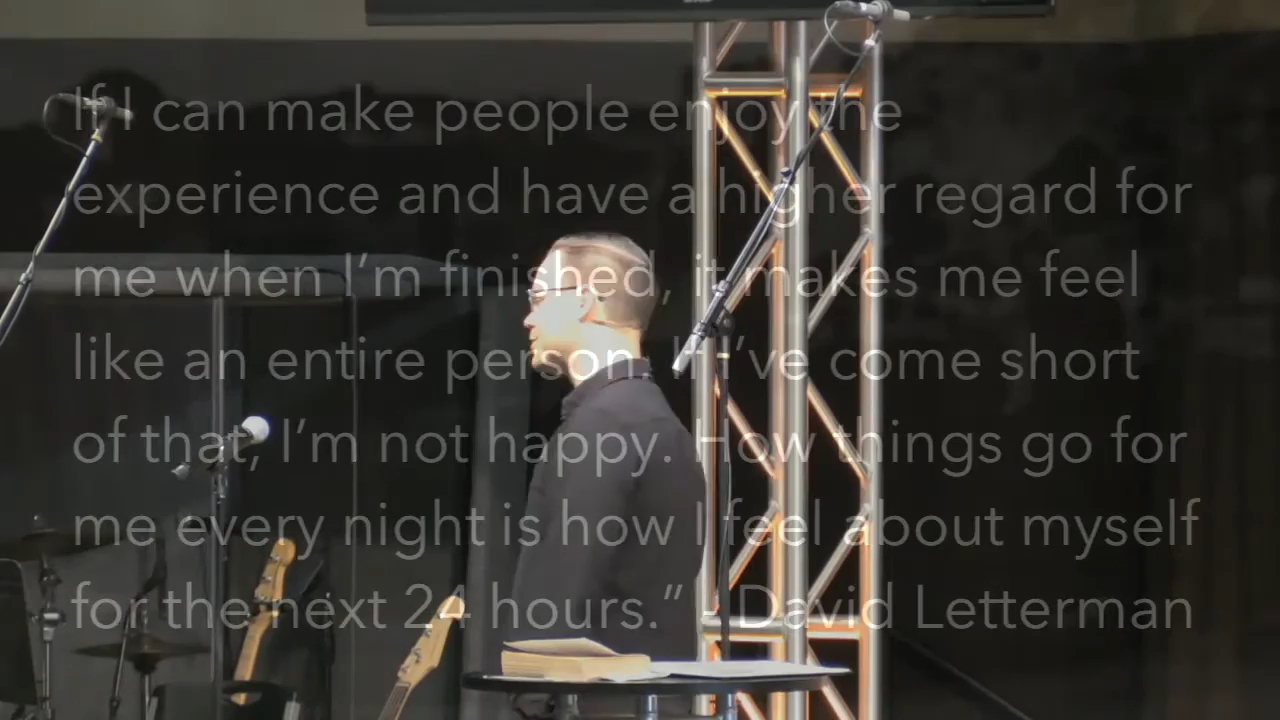 If I can make people enjoy the
experience and have a higher regard for
me when I’m finished, it makes me feel
like an entire person. If I’ve come short
of that, I’m not happy. How things go for
me every night is how I feel about myself
for the next 24 hours.” - David Letterman